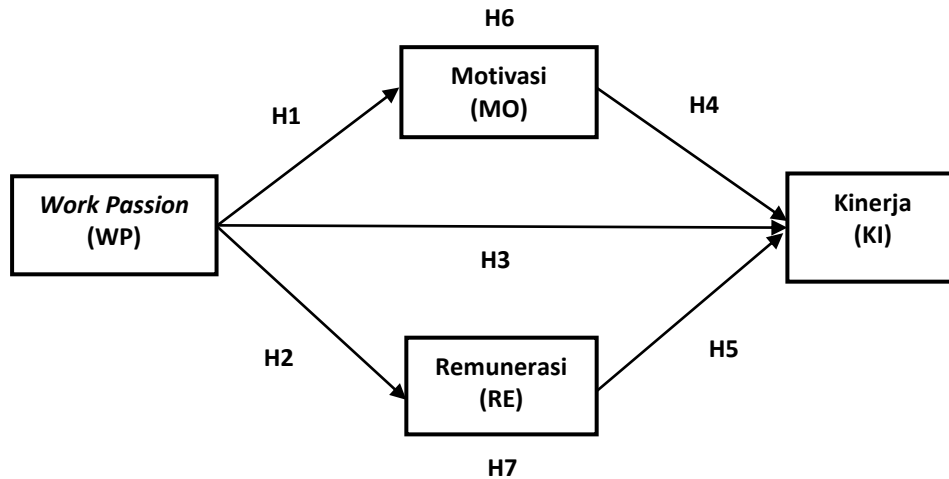 H6
Motivasi
(MO)
H1
H4
Work Passion
(WP)
Kinerja
(KI)
H3
H2
Remunerasi
(RE)
H5
H7